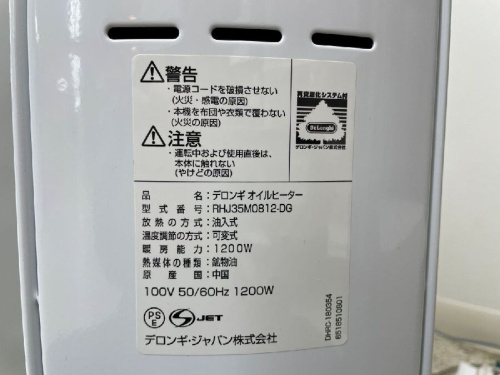 警告
・電源コードを破損させない
(火災・感電の原因)
・本機を布団や衣類で覆わない
(火災の原因)
注意
・運転中および使用直後は、
本体に触れない
(やけどの原因)
再資源化システム付
DeLonghi
デロンギ・ジャパン株式会社
品名:デロンギ オイルヒーター
型式番号:RHJ35M0812-DG
放熱の方式:油入式
温度調節の方式:可変式
暖房能力:1200W
熱媒体の種類:鉱物油
原産国:中国
100V 50/60Hz 1200W
PS
E
S JET
デロンギ・ジャパン株式会社
DHRC-180354
6518510801